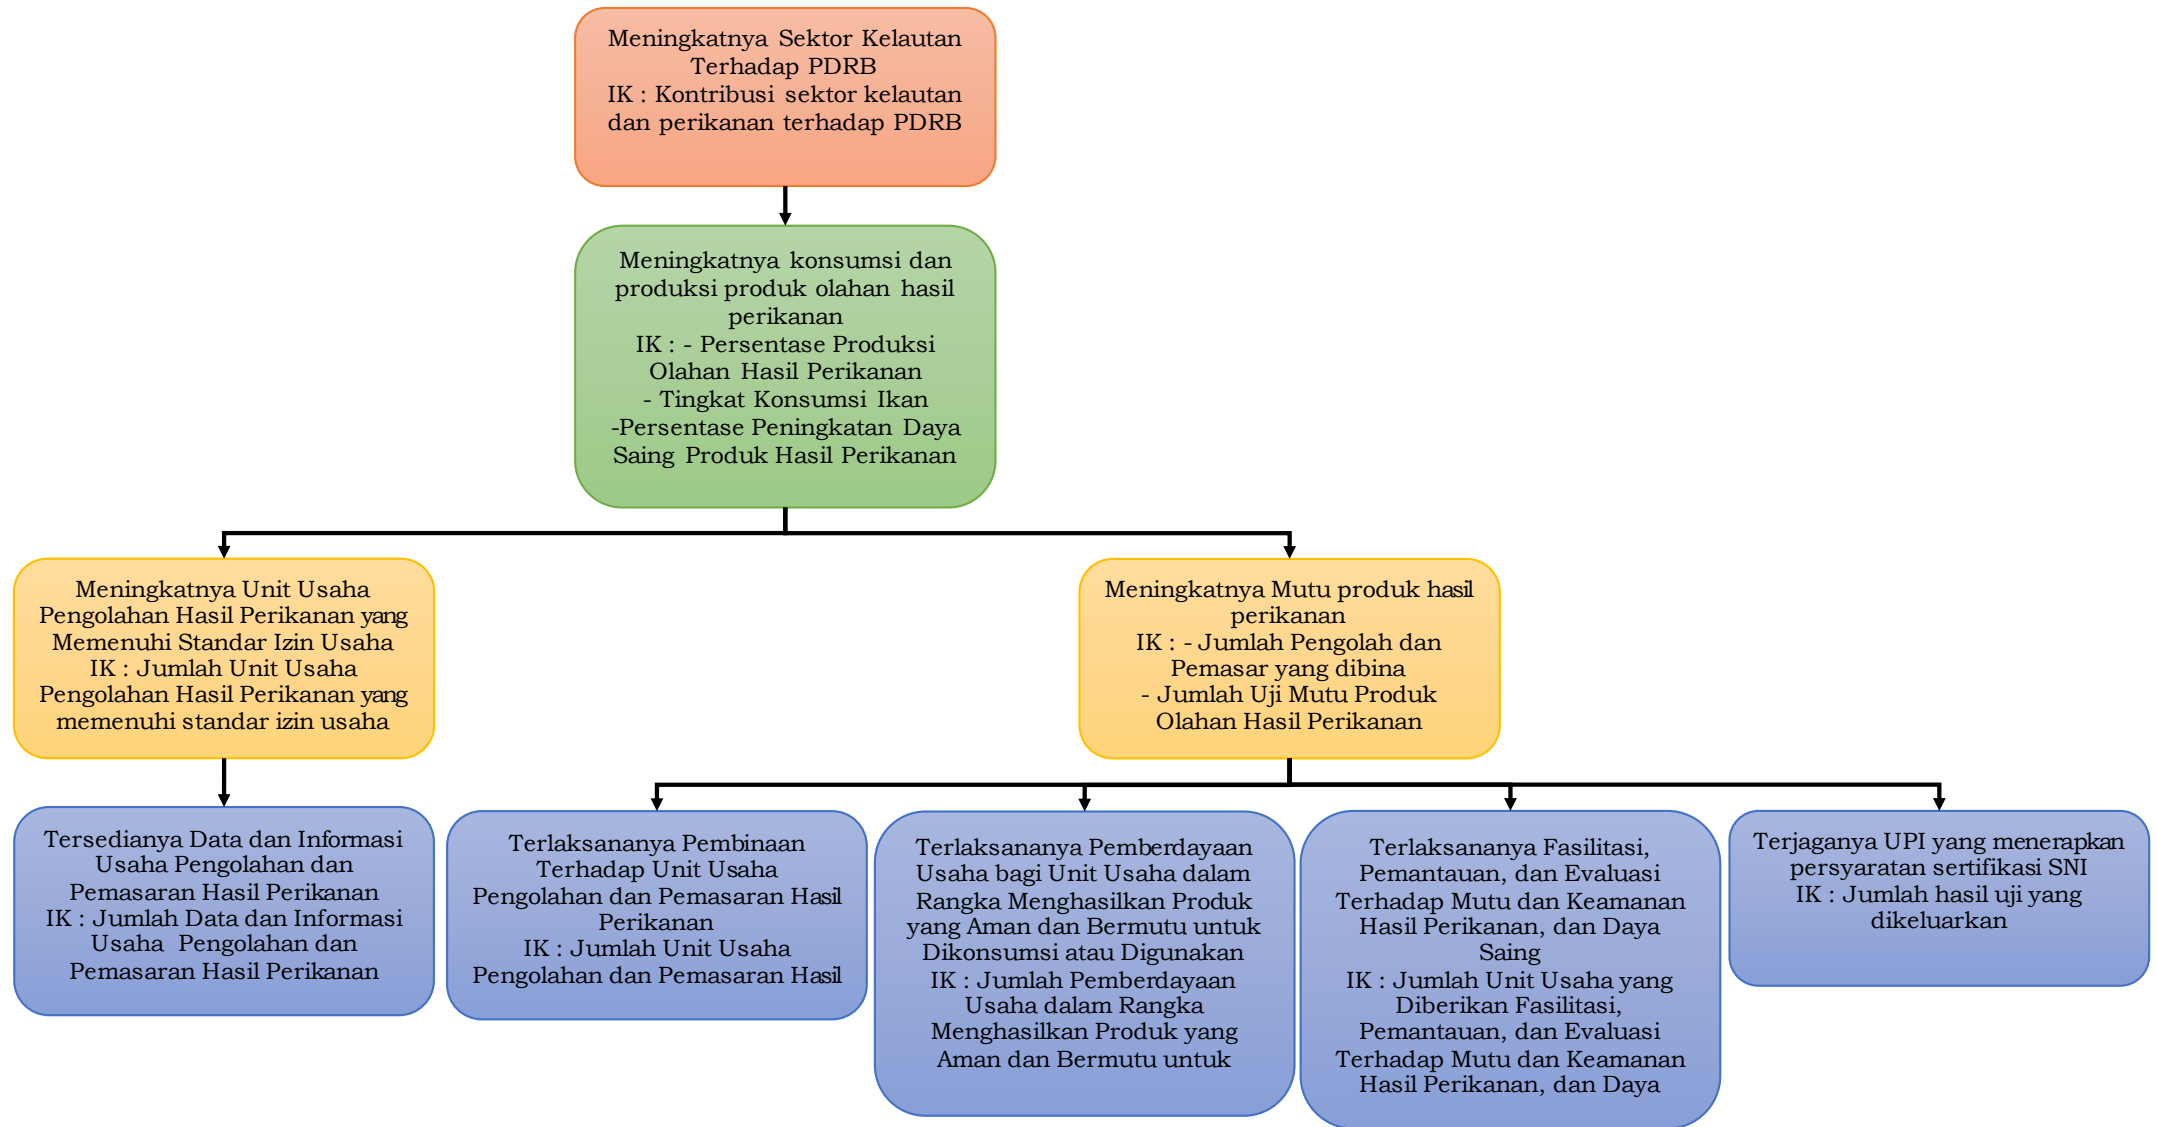 Meningkatnya Sektor Kelautan
Terhadap PDRB
IK : Kontribusi sektor kelautan
dan perikanan terhadap PDRB
Meningkatnya konsumsi dan
produksi produk olahan hasil
perikanan
IK : - Persentase Produksi
Olahan Hasil Perikanan
- Tingkat Konsumsi Ikan
-Persentase Peningkatan Daya
Saing Produk Hasil Perikanan
Meningkatnya Unit Usaha
Pengolahan Hasil Perikanan yang
Memenuhi Standar Izin Usaha
IK : Jumlah Unit Usaha
Pengolahan Hasil Perikanan yang
memenuhi standar izin usaha
Meningkatnya Mutu produk hasil
perikanan
IK : - Jumlah Pengolah dan
Pemasar yang dibina
- Jumlah Uji Mutu Produk
Olahan Hasil Perikanan
Tersedianya Data dan Informasi
Usaha Pengolahan dan
Pemasaran Hasil Perikanan
IK : Jumlah Data dan Informasi
Usaha Pengolahan dan
Pemasaran Hasil Perikanan
Terlaksananya Pembinaan
Terhadap Unit Usaha
Pengolahan dan Pemasaran Hasil
Perikanan
IK : Jumlah Unit Usaha
Pengolahan dan Pemasaran Hasil
Terlaksananya Pemberdayaan
Usaha bagi Unit Usaha dalam
Rangka Menghasilkan Produk
yang Aman dan Bermutu untuk
Dikonsumsi atau Digunakan
IK : Jumlah Pemberdayaan
Usaha dalam Rangka
Menghasilkan Produk yang
Aman dan Bermutu untuk
Terlaksananya Fasilitasi,
Pemantauan, dan Evaluasi
Terhadap Mutu dan Keamanan
Hasil Perikanan, dan Daya
Saing
IK : Jumlah Unit Usaha yang
Diberikan Fasilitasi,
Pemantauan, dan Evaluasi
Terhadap Mutu dan Keamanan
Hasil Perikanan, dan Daya
Terjaganya UPI yang menerapkan
persyaratan sertifikasi SNI
IK : Jumlah hasil uji yang
dikeluarkan